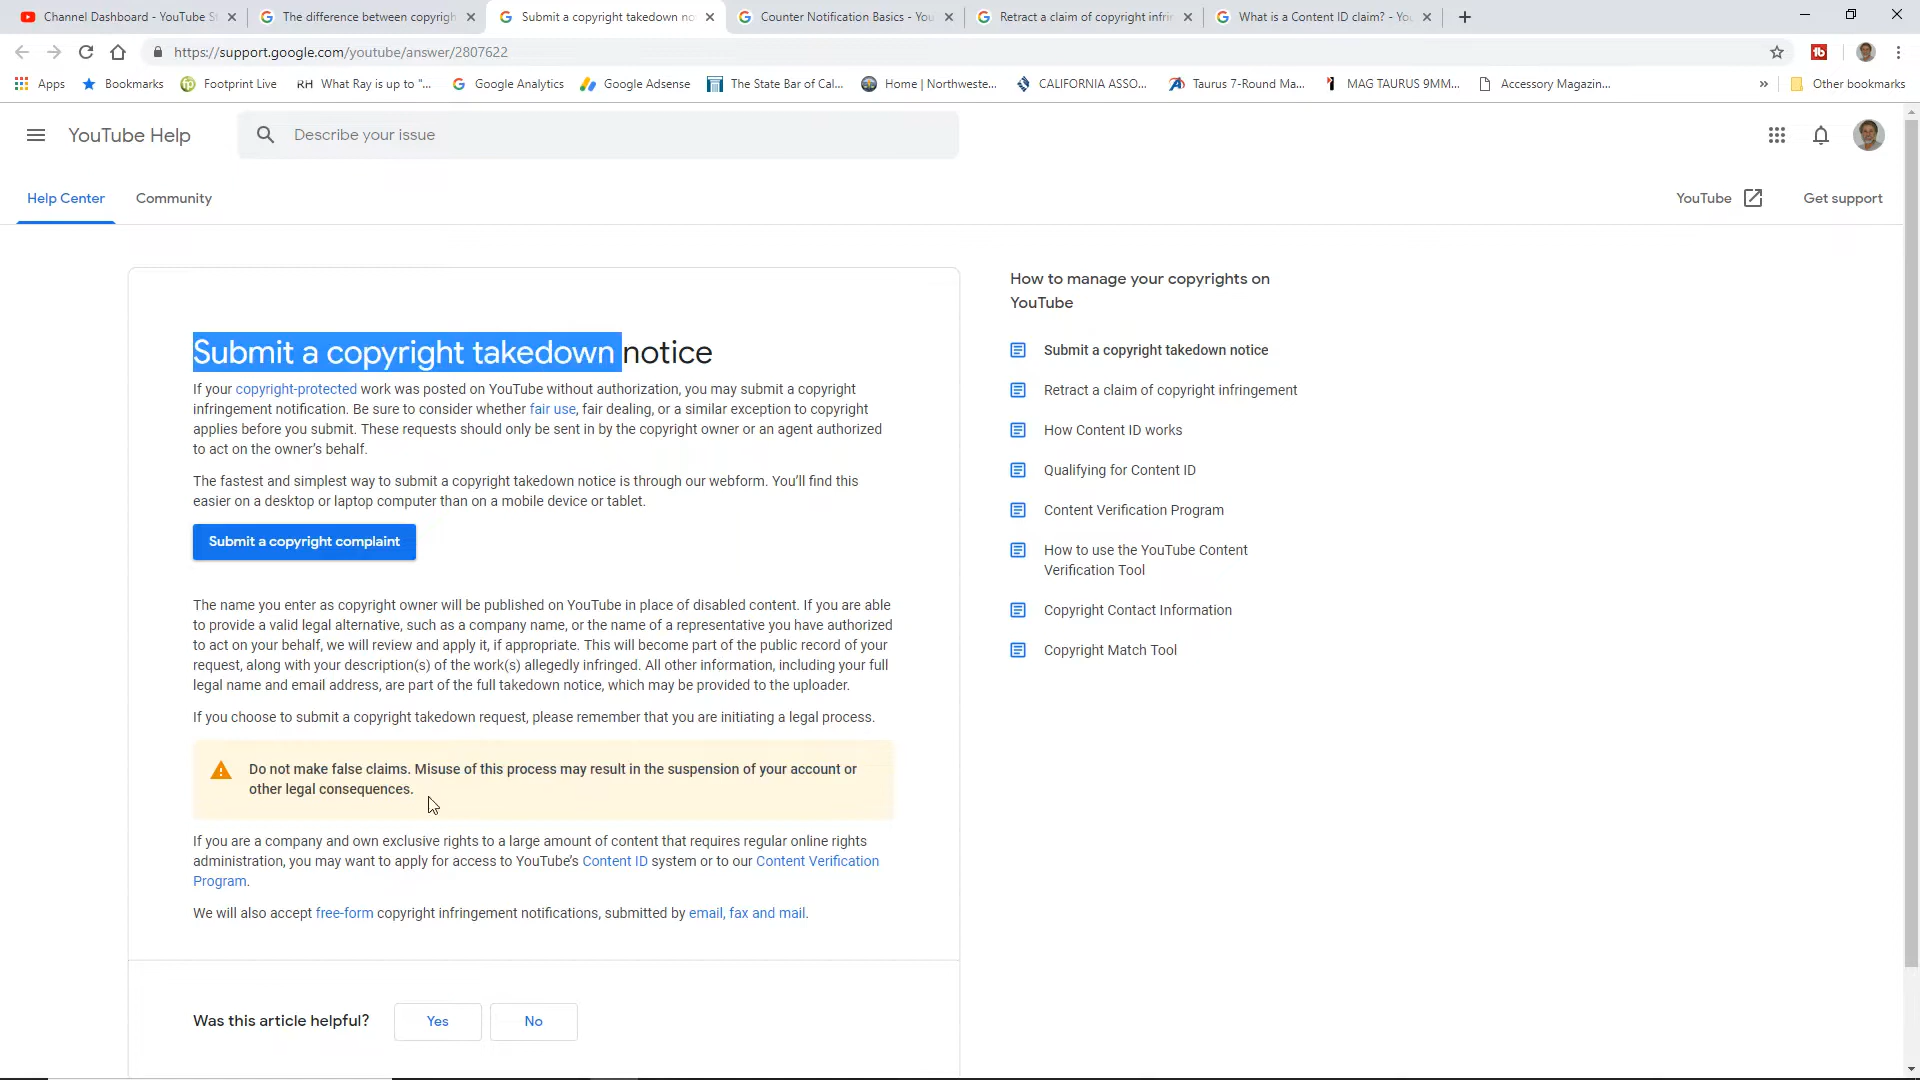 Channel Dashboard - YouTube St
The difference between copyrigh
Submit a copyright takedown no
Counter Notification Basics - You
Retract a claim of copyright infrin
What is a Content ID claim? - You
https://support.google.com/youtube/answer/2807622
Apps
Bookmarks
fp Footprint Live
RH What Ray is up to "...
Google Analytics
Google Adsense
The State Bar of Cal...
Home | Northweste...
CALIFORNIA ASSO...
Taurus 7-Round Ma...
MAG TAURUS 9MM...
Accessory Magazin...
»
Other bookmarks
YouTube Help
Describe your issue
Help Center
Community
YouTube
Get support
Submit a copyright takedown notice
If your copyright-protected work was posted on YouTube without authorization, you may submit a copyright
infringement notification. Be sure to consider whether fair use, fair dealing, or a similar exception to copyright
applies before you submit. These requests should only be sent in by the copyright owner or an agent authorized
to act on the owner's behalf.
The fastest and simplest way to submit a copyright takedown notice is through our webform. You'll find this
easier on a desktop or laptop computer than on a mobile device or tablet.
Submit a copyright complaint
The name you enter as copyright owner will be published on YouTube in place of disabled content. If you are able
to provide a valid legal alternative, such as a company name, or the name of a representative you have authorized
to act on your behalf, we will review and apply it, if appropriate. This will become part of the public record of your
request, along with your description(s) of the work(s) allegedly infringed. All other information, including your full
legal name and email address, are part of the full takedown notice, which may be provided to the uploader.
If you choose to submit a copyright takedown request, please remember that you are initiating a legal process.
Do not make false claims. Misuse of this process may result in the suspension of your account or
other legal consequences.
If you are a company and own exclusive rights to a large amount of content that requires regular online rights
administration, you may want to apply for access to YouTube's Content ID system or to our Content Verification
Program.
We will also accept free-form copyright infringement notifications, submitted by email, fax and mail.
Was this article helpful?
Yes
No
How to manage your copyrights on
YouTube
Submit a copyright takedown notice
Retract a claim of copyright infringement
How Content ID works
Qualifying for Content ID
Content Verification Program
How to use the YouTube Content
Verification Tool
Copyright Contact Information
Copyright Match Tool